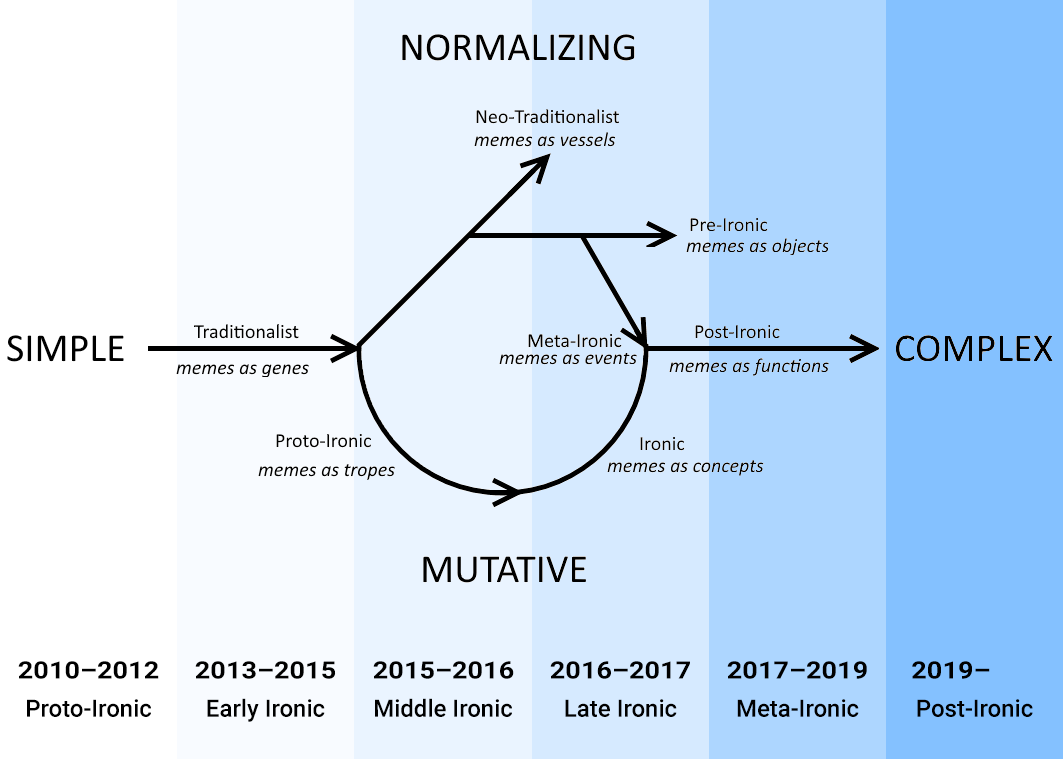 NORMALIZING
Neo-Traditionalist
memes as vessels
Pre-Ironic
memes as objects
SIMPLE
Traditionalist
memes as genes
Meta-Ironic
memes as events
Post-Ironic
memes as functions
COMPLEX
Proto-Ironic
memes as tropes
Ironic
memes as concepts
MUTATIVE
2010–2012 2013–2015 2015–2016 2016–2017 2017–2019 2019–
Proto-Ironic Early Ironic Middle Ironic Late Ironic Meta-Ironic Post-Ironic